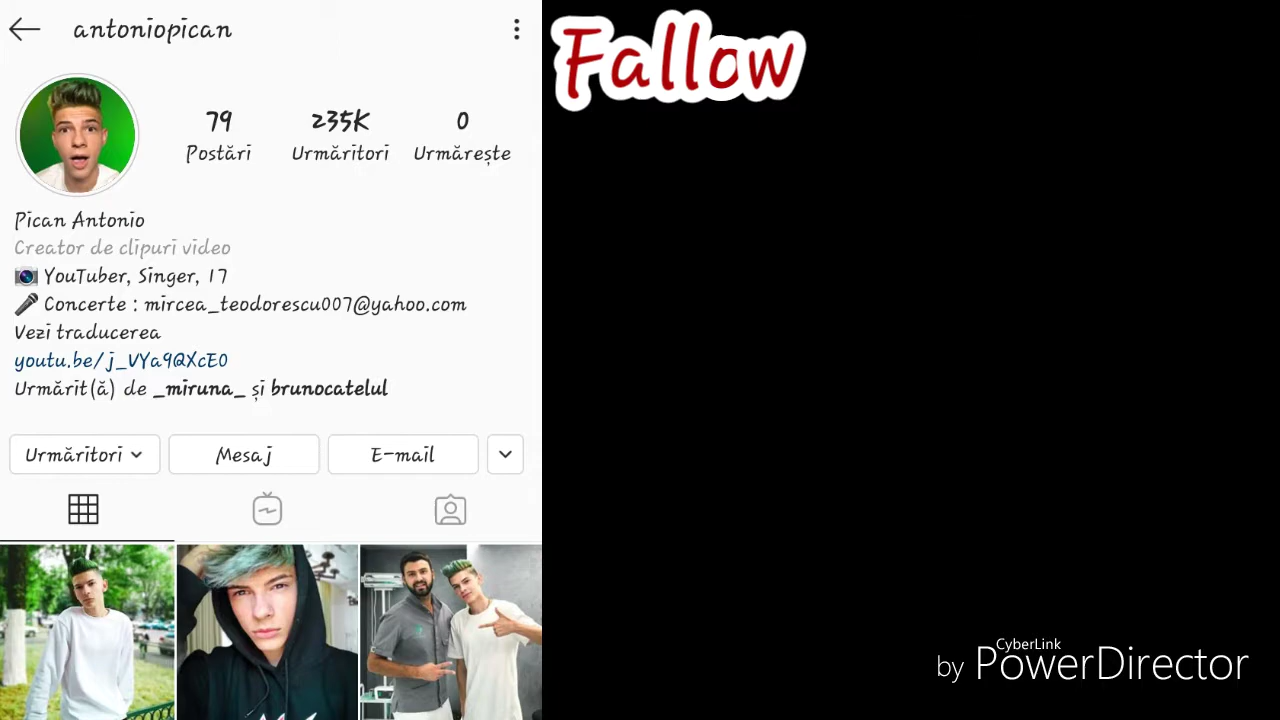 antoniopican
79
235K
0
Postări
Urmăritori
Urmărește
Pican Antonio
Creator de clipuri video
📷 YouTuber, Singer, 17
🎤 Concerte : mircea_teodorescu007@yahoo.com
Vezi traducerea
youtu.be/j_VYa9QXcE0
Urmărit(ă) de _miruna_ și brunocatelul
Urmăritori
Mesaj
E-mail
Fallow
by CyberLink
PowerDirector